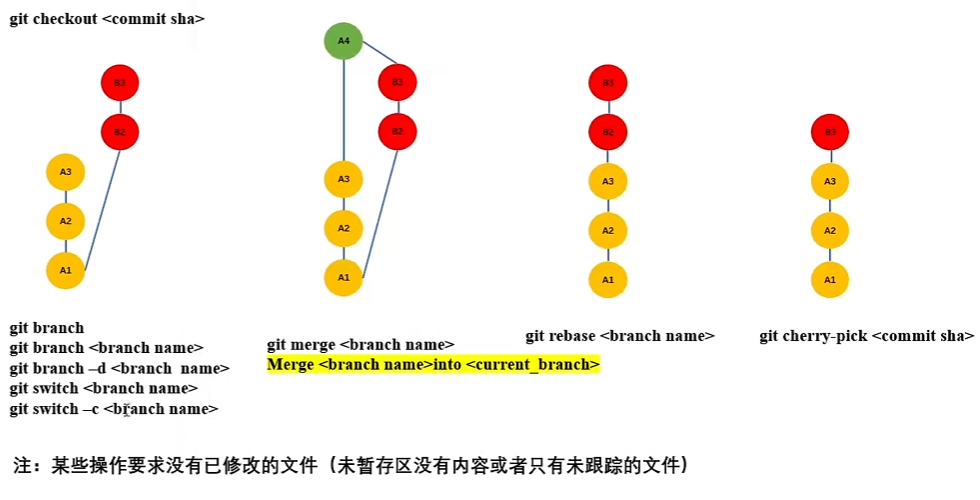 git checkout <commit sha>
B3
B2
A3
A2
A1
A4
B3
B2
A3
A2
A1
B3
B2
A3
A2
A1
B3
A3
A2
A1
git branch
git branch <branch name>
git branch –d <branch  name>
git switch <branch name>
git switch –c <branch name>
git merge <branch name>
Merge <branch name>into <current_branch>
git rebase <branch name>
git cherry-pick <commit sha>
注：某些操作要求没有已修改的文件（未暂存区没有内容或者只有未跟踪的文件）